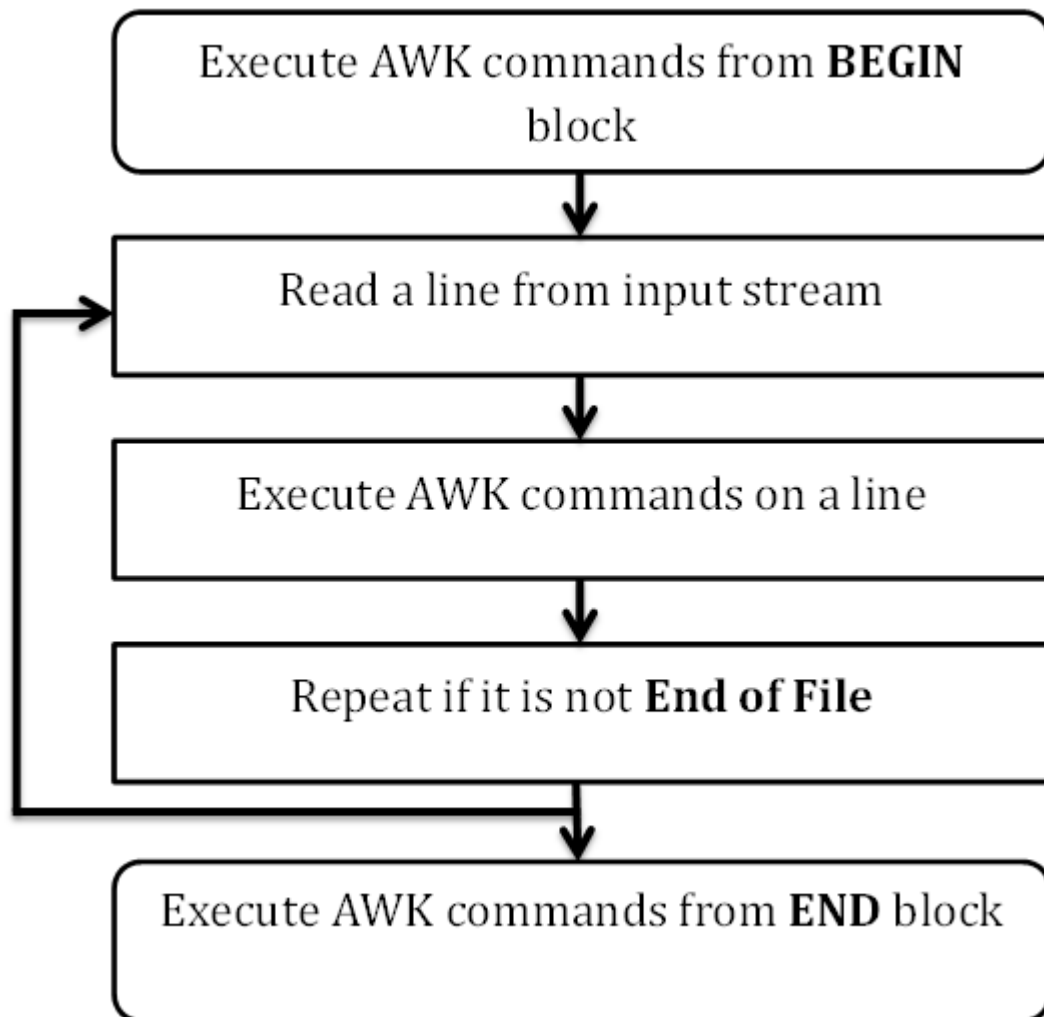 Execute AWK commands from BEGIN
block
Read a line from input stream
Execute AWK commands on a line
Repeat if it is not End of File
Execute AWK commands from END block